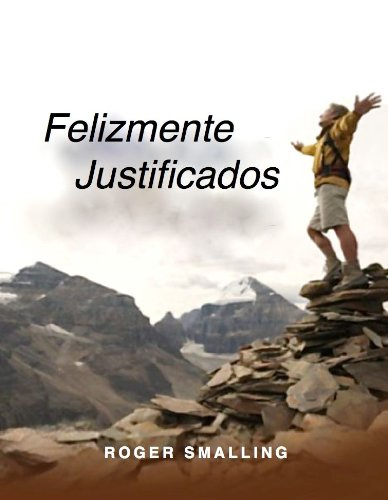 Felizmente
Justificados
ROGER SMALLING